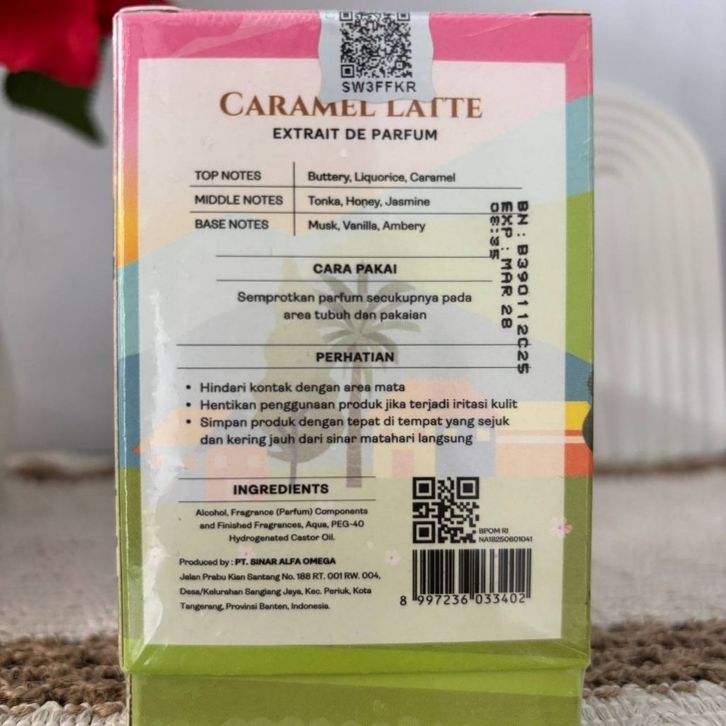 SW3FFKR
CARAMEL LATTE
EXTRAIT DE PARFUM
TOP NOTES Buttery, Liquorice, Caramel
MIDDLE NOTES Tonka, Honey, Jasmine
BASE NOTES Musk, Vanilla, Ambery
BN : B390112C25
EXP : MAR 28
08:35
CARA PAKAI
Semprotkan parfum secukupnya pada
area tubuh dan pakaian
PERHATIAN
• Hindari kontak dengan area mata
• Hentikan penggunaan produk jika terjadi iritasi kulit
• Simpan produk dengan tepat di tempat yang sejuk
dan kering jauh dari sinar matahari langsung
INGREDIENTS
Alcohol, Fragrance (Parfum) Components
and Finished Fragrances, Aqua, PEG-40
Hydrogenated Castor Oil.
BPOM RI
NA18250601041
Produced by : PT. SINAR ALFA OMEGA
Jalan Prabu Kian Santang No. 188 RT. 001 RW. 004,
Desa/Kelurahan Sangiang Jaya, Kec. Periuk, Kota
Tangerang, Provinsi Banten, Indonesia.
8 997236 033402